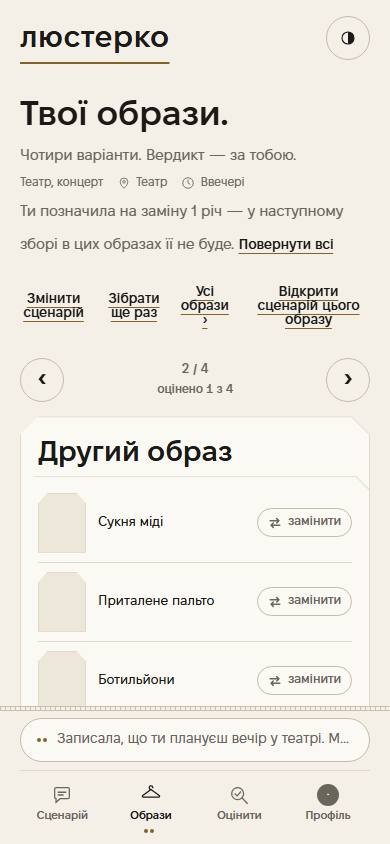 люстерко
Твої образи.
Чотири варіанти. Вердикт — за тобою.
Театр, концерт Театр Ввечері
Ти позначила на заміну 1 річ — у наступному
зборі в цих образах її не буде. Повернути всі
Змінити
сценарій
Зібрати
ще раз
Усі
образи
›
Відкрити
сценарій цього
образу
‹ 2 / 4 ›
оцінено 1 з 4
Другий образ
Сукня міді замінити
Приталене пальто замінити
Ботильйони замінити
Записала, що ти плануєш вечір у театрі. М...
Сценарій Образи Оцінити Профіль